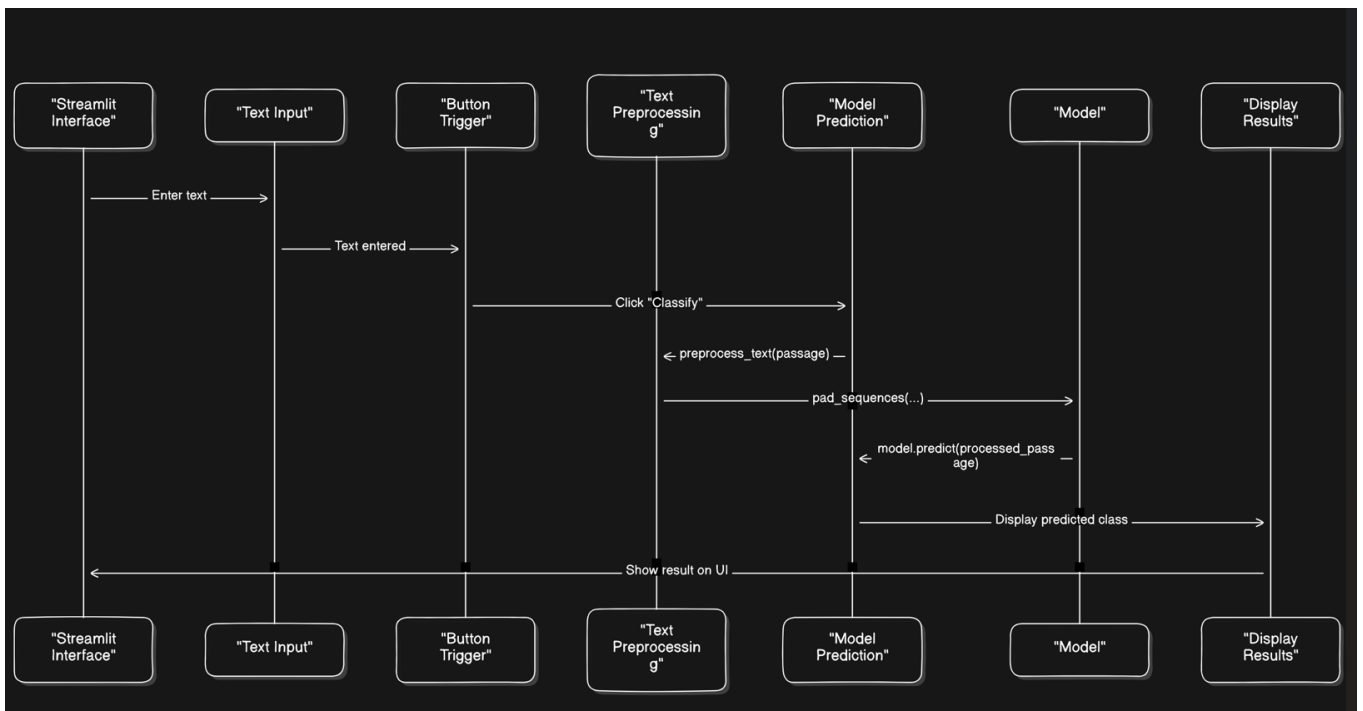 "Streamlit
Interface"
"Text Input"
"Button
Trigger"
"Text
Preprocessin
g"
"Model
Prediction"
"Model"
"Display
Results"
Enter text
Text entered
Click "Classify"
preprocess_text(passage)
pad_sequences(...)
model.predict(processed_pass
age)
Display predicted class
Show result on UI
"Streamlit
Interface"
"Text Input"
"Button
Trigger"
"Text
Preprocessin
g"
"Model
Prediction"
"Model"
"Display
Results"